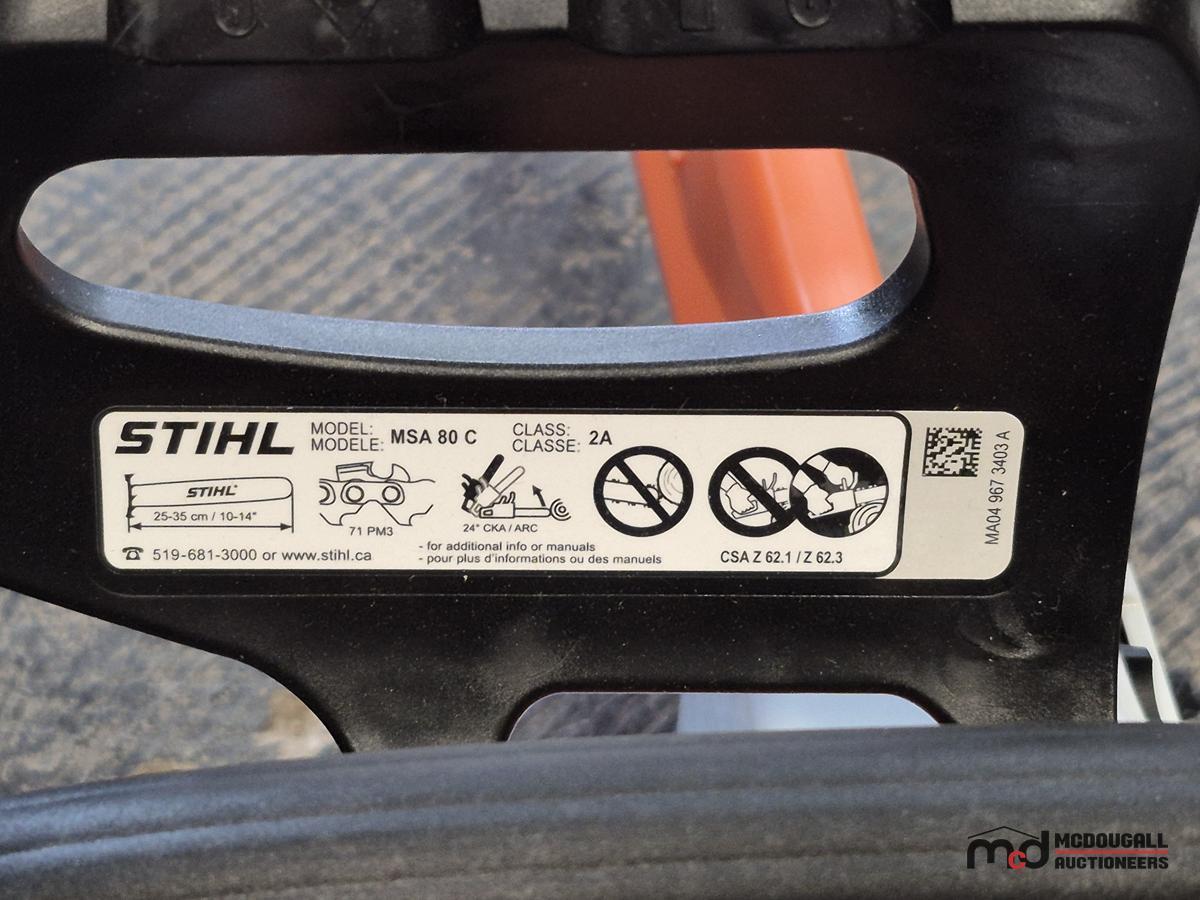 STIHL
MODEL:
MODELE: MSA 80 C
CLASS:
CLASSE: 2A
STIHL
25-35 cm / 10-14"
71 PM3
24° CKA / ARC
☎ 519-681-3000 or www.stihl.ca
- for additional info or manuals
- pour plus d'informations ou des manuels
CSA Z 62.1 / Z 62.3
MA04 967 3403 A
mcd MCDOUGALL
AUCTIONEERS